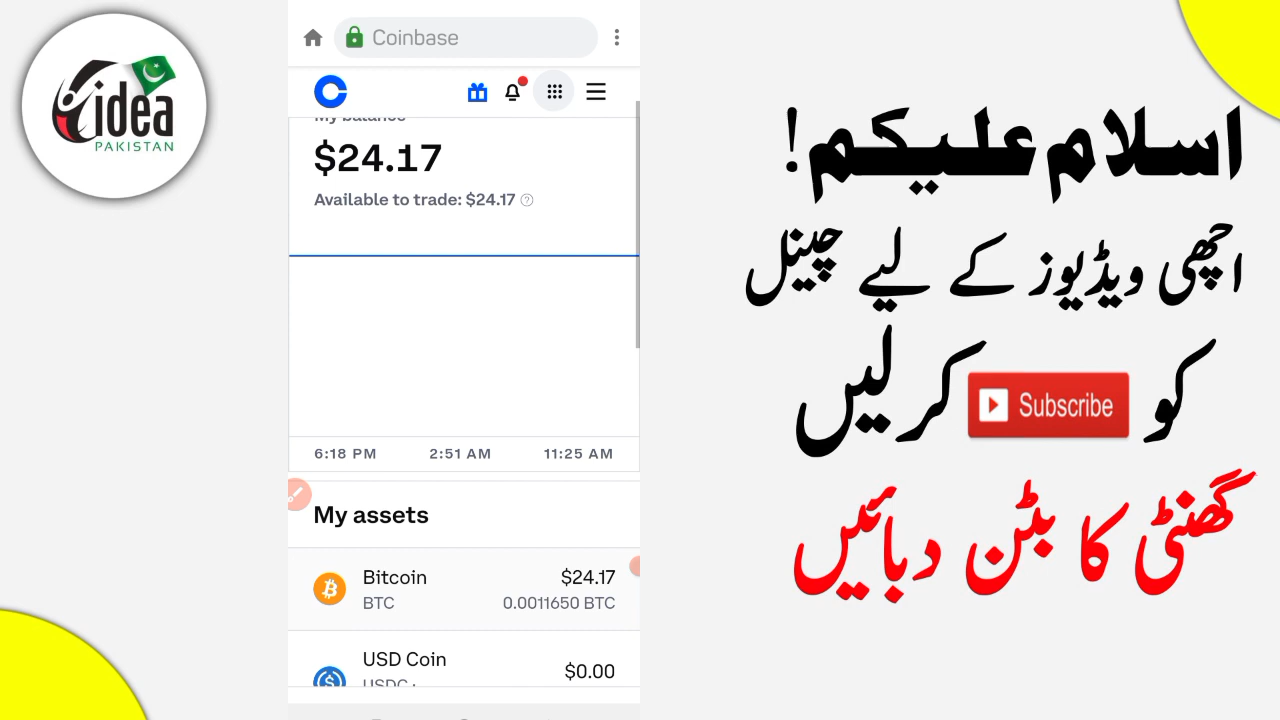 idea
PAKISTAN
Coinbase
My balance
$24.17
Available to trade: $24.17
6:18 PM 2:51 AM 11:25 AM
My assets
Bitcoin $24.17
BTC 0.0011650 BTC
USD Coin $0.00
USDC
اسلام علیکم!
اچھی ویڈیوز کے لیے چینل
کو Subscribe کرلیں
گھنٹی کا بٹن دبائیں